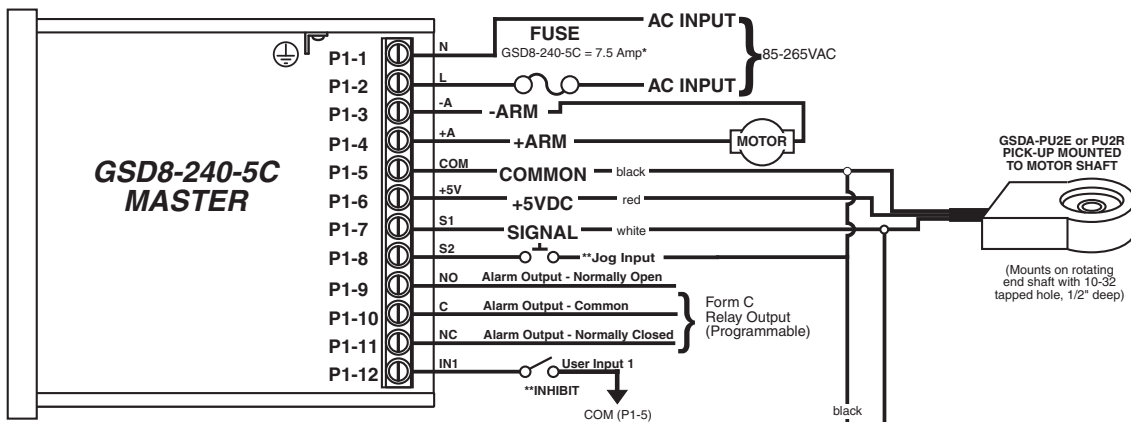 GSD8-240-5C
MASTER
P1-1
P1-2
P1-3
P1-4
P1-5
P1-6
P1-7
P1-8
P1-9
P1-10
P1-11
P1-12
N
L
-A
+A
COM
+5V
S1
S2
NO
C
NC
IN1
AC INPUT
FUSE
GSD8-240-5C = 7.5 Amp*
85-265VAC
AC INPUT
-ARM
+ARM
MOTOR
COMMON
black
+5VDC
red
SIGNAL
white
**Jog Input
Alarm Output - Normally Open
Alarm Output - Common
Alarm Output - Normally Closed
Form C
Relay Output
(Programmable)
User Input 1
**INHIBIT
COM (P1-5)
black
GSDA-PU2E or PU2R
PICK-UP MOUNTED
TO MOTOR SHAFT
(Mounts on rotating
end shaft with 10-32
tapped hole, 1/2" deep)